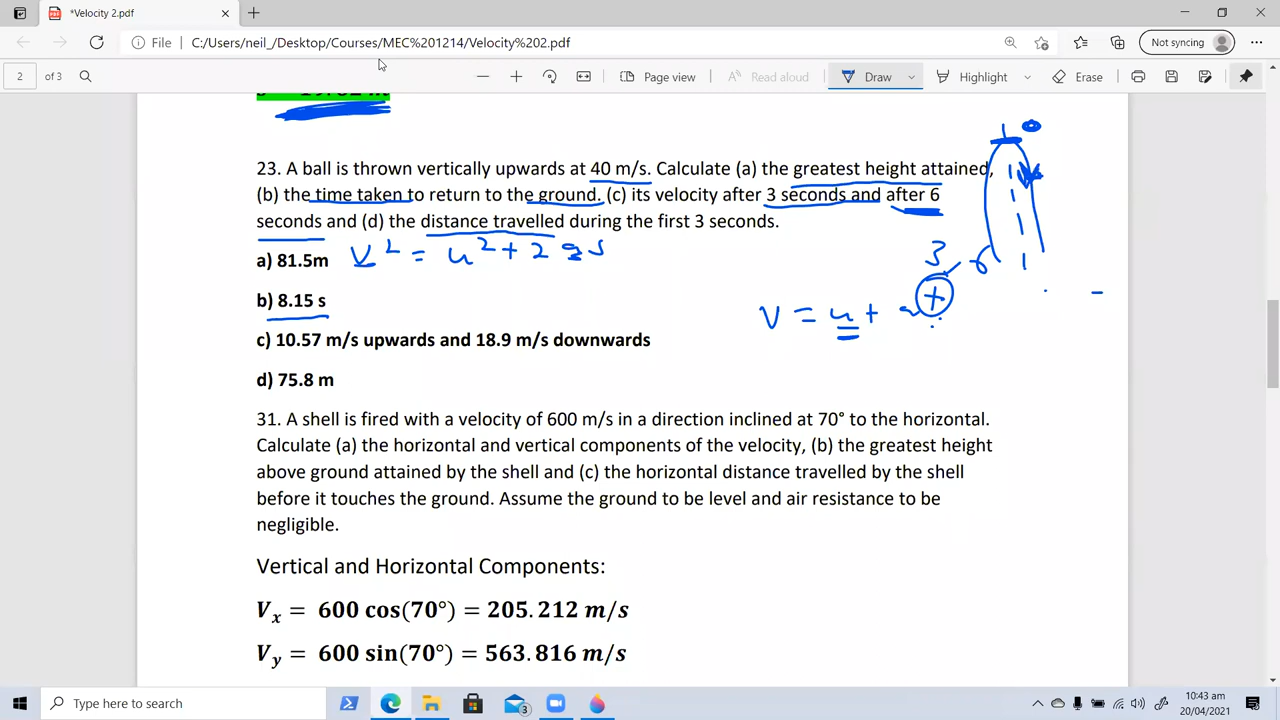 *Velocity 2.pdf
File C:/Users/neil_/Desktop/Courses/MEC%201214/Velocity%202.pdf Not syncing
2 of 3 Page view Read aloud Draw Highlight Erase
23. A ball is thrown vertically upwards at 40 m/s. Calculate (a) the greatest height attained,
(b) the time taken to return to the ground. (c) its velocity after 3 seconds and after 6
seconds and (d) the distance travelled during the first 3 seconds.
a) 81.5m v² = u² + 2gs
3 6
b) 8.15 s
v = u +
c) 10.57 m/s upwards and 18.9 m/s downwards
d) 75.8 m
31. A shell is fired with a velocity of 600 m/s in a direction inclined at 70° to the horizontal.
Calculate (a) the horizontal and vertical components of the velocity, (b) the greatest height
above ground attained by the shell and (c) the horizontal distance travelled by the shell
before it touches the ground. Assume the ground to be level and air resistance to be
negligible.
Vertical and Horizontal Components:
Vx = 600 cos(70°) = 205.212 m/s
Vy = 600 sin(70°) = 563.816 m/s
Type here to search 3 10:43 am
20/04/2021